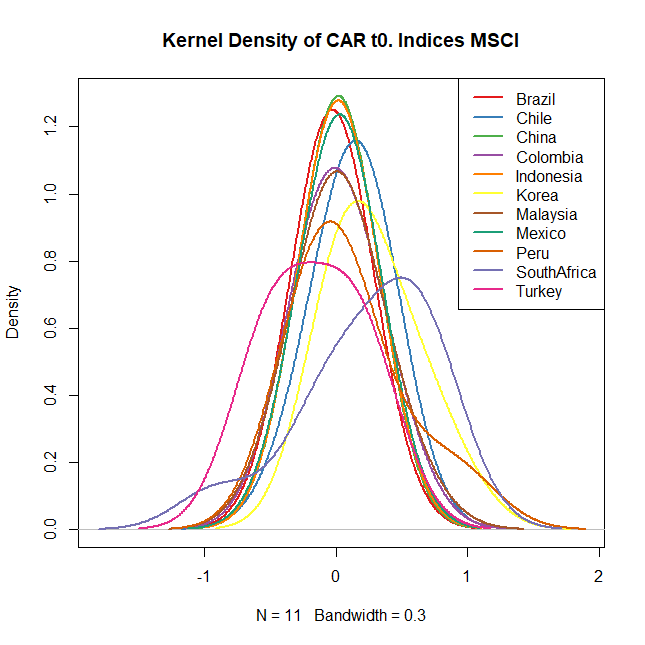 Kernel Density of CAR t0. Indices MSCI
Brazil
Chile
China
Colombia
Indonesia
Korea
Malaysia
Mexico
Peru
SouthAfrica
Turkey
Density
0.0
0.2
0.4
0.6
0.8
1.0
1.2
-1
0
1
2
N = 11   Bandwidth = 0.3